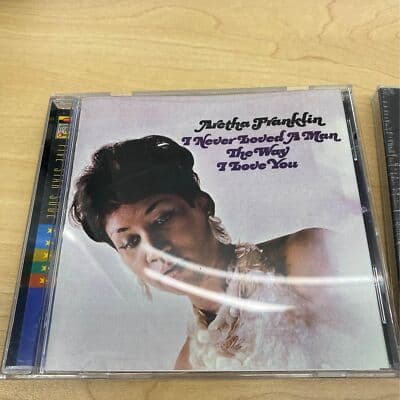 Aretha Franklin
I Never Loved A Man
The Way
I Love You